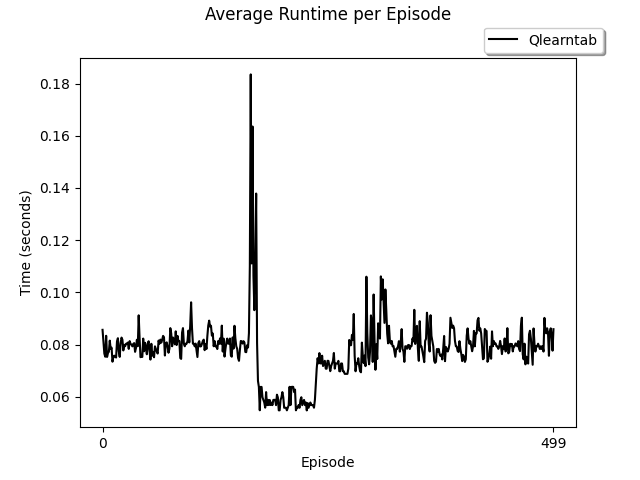 Average Runtime per Episode
Qlearntab
0.18
0.16
0.14
0.12
0.10
0.08
0.06
Time (seconds)
0
499
Episode